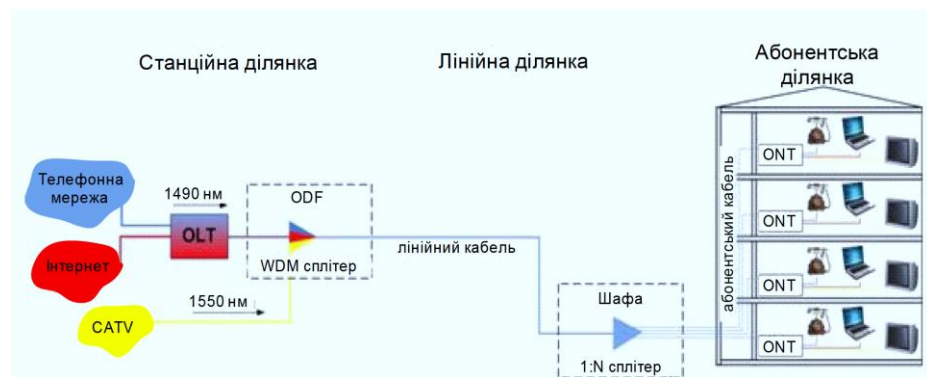 Станційна ділянка
Лінійна ділянка
Абонентська
ділянка
Телефонна
мережа
1490 нм
ODF
OLT
Інтернет
WDM сплітер
лінійний кабель
1550 нм
CATV
Шафа
1:N сплітер
абонентський кабель
ONT
ONT
ONT
ONT